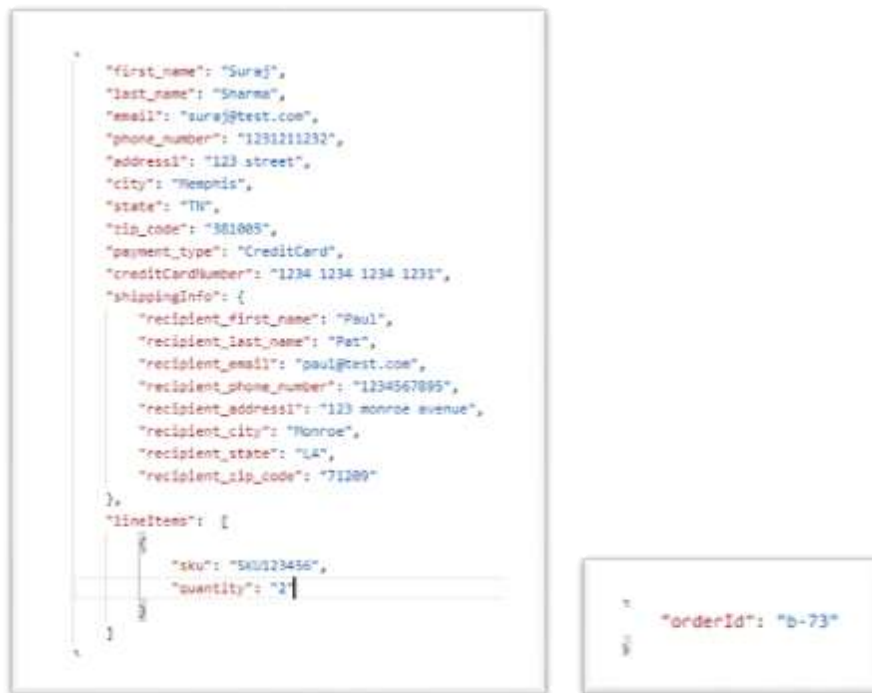 {
"first_name": "Suraj",
"last_name": "Sharma",
"email": "suraj@test.com",
"phone_number": "1231211232",
"address1": "123 street",
"city": "Memphis",
"state": "TN",
"zip_code": "381005",
"payment_type": "CreditCard",
"creditCardNumber": "1234 1234 1234 1231",
"shippingInfo": {
"recipient_first_name": "Paul",
"recipient_last_name": "Pat",
"recipient_email": "paul@test.com",
"recipient_phone_number": "1234567895",
"recipient_address1": "123 monroe avenue",
"recipient_city": "Monroe",
"recipient_state": "LA",
"recipient_zip_code": "71209"
},
"lineItems": [
{
"sku": "SKU123456",
"quantity": "2"
}
]
}
{
"orderId": "b-73"
}